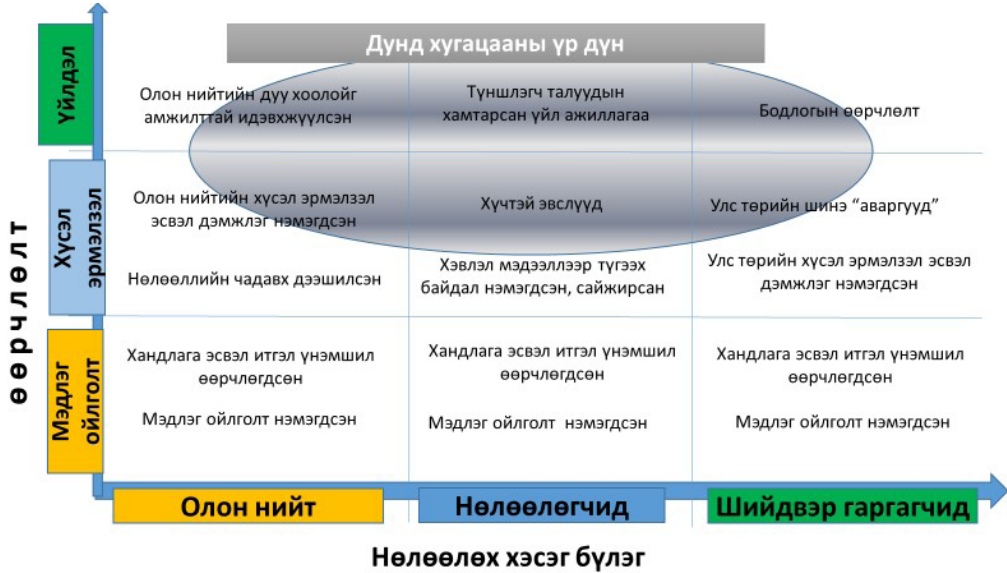 Дунд хугацааны үр дүн
Үйлдэл
Олон нийтийн дуу хоолойг
амжилттай идэвхжүүлсэн
Түншлэгч талуудын
хамтарсан үйл ажиллагаа
Бодлогын өөрчлөлт
Хүсэл
эрмэлзэл
Олон нийтийн хүсэл эрмэлзэл
эсвэл дэмжлэг нэмэгдсэн
Хүчтэй эвслүүд
Улс төрийн шинэ “аваргууд”
Нөлөөллийн чадавх дээшилсэн
Хэвлэл мэдээллээр түгээх
байдал нэмэгдсэн, сайжирсан
Улс төрийн хүсэл эрмэлзэл эсвэл
дэмжлэг нэмэгдсэн
өөрчлөлт
Мэдлэг
ойлголт
Хандлага эсвэл итгэл үнэмшил
өөрчлөгдсөн
Хандлага эсвэл итгэл үнэмшил
өөрчлөгдсөн
Хандлага эсвэл итгэл үнэмшил
өөрчлөгдсөн
Мэдлэг ойлголт нэмэгдсэн
Мэдлэг ойлголт нэмэгдсэн
Мэдлэг ойлголт нэмэгдсэн
Олон нийт
Нөлөөлөгчид
Шийдвэр гаргагчид
Нөлөөлөх хэсэг бүлэг